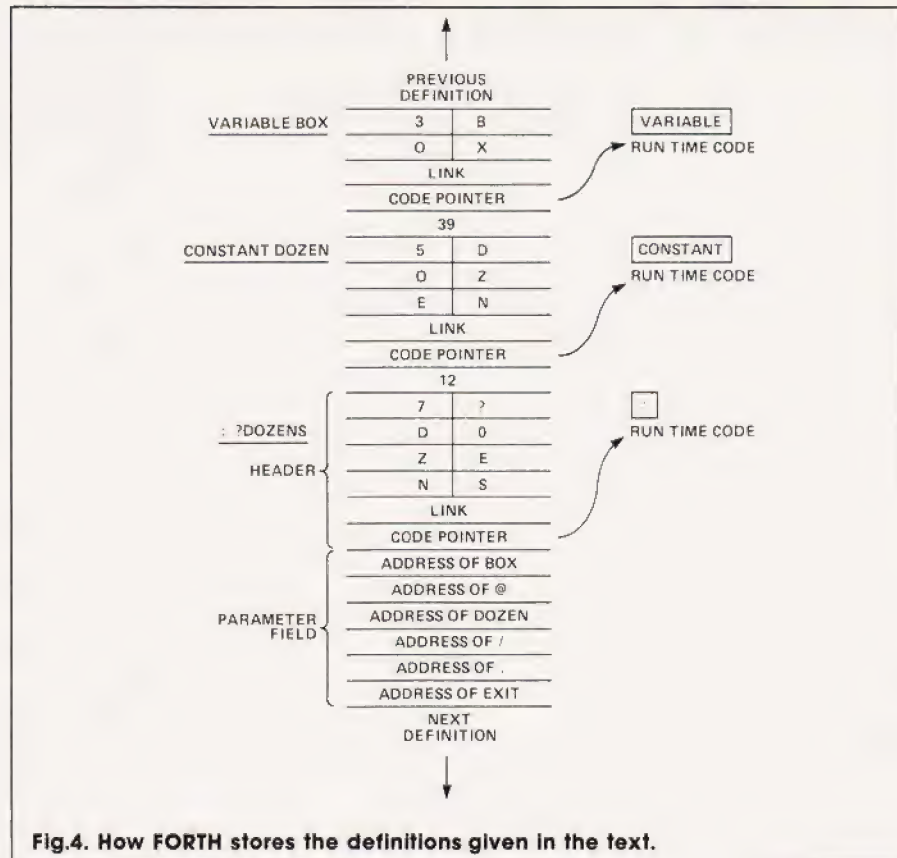 PREVIOUS
DEFINITION
VARIABLE BOX
3 B
O X
LINK
CODE POINTER
VARIABLE
RUN TIME CODE
39
CONSTANT DOZEN
5 D
O Z
E N
LINK
CODE POINTER
CONSTANT
RUN TIME CODE
12
: ?DOZENS
HEADER
7 ?
D 0
Z E
N S
LINK
CODE POINTER
RUN TIME CODE
PARAMETER
FIELD
ADDRESS OF BOX
ADDRESS OF @
ADDRESS OF DOZEN
ADDRESS OF /
ADDRESS OF .
ADDRESS OF EXIT
NEXT
DEFINITION
Fig.4. How FORTH stores the definitions given in the text.